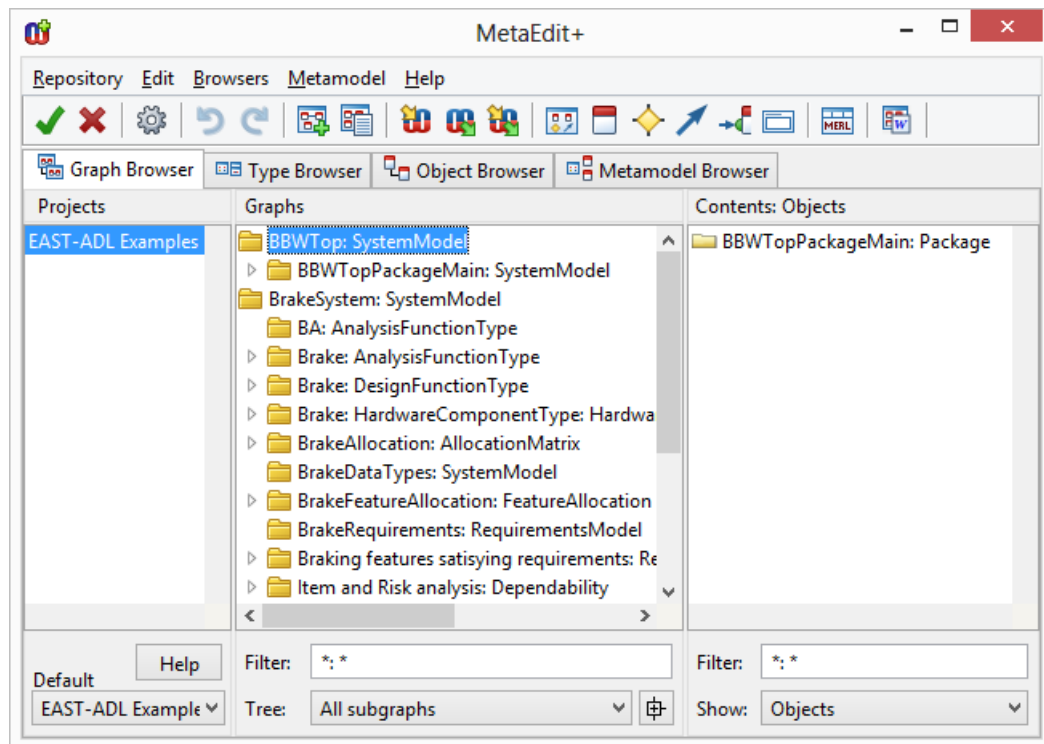 MetaEdit+
Repository Edit Browsers Metamodel Help
MERL W
Graph Browser Type Browser Object Browser Metamodel Browser
Projects Graphs Contents: Objects
EAST-ADL Examples BBWTop: SystemModel BBWTopPackageMain: Package
BBWTopPackageMain: SystemModel
BrakeSystem: SystemModel
BA: AnalysisFunctionType
Brake: AnalysisFunctionType
Brake: DesignFunctionType
Brake: HardwareComponentType: Hardwa
BrakeAllocation: AllocationMatrix
BrakeDataTypes: SystemModel
BrakeFeatureAllocation: FeatureAllocation
BrakeRequirements: RequirementsModel
Braking features satisying requirements: Re
Item and Risk analysis: Dependability
Help Filter: *: * Filter: *: *
Default
EAST-ADL Example Tree: All subgraphs Show: Objects